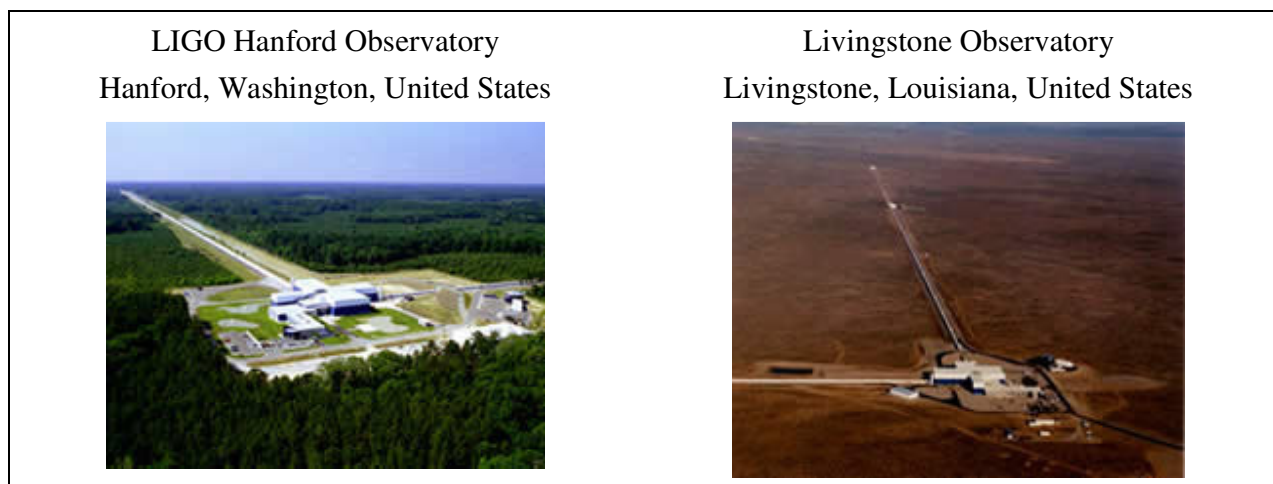 LIGO Hanford Observatory
Hanford, Washington, United States
Livingstone Observatory
Livingstone, Louisiana, United States